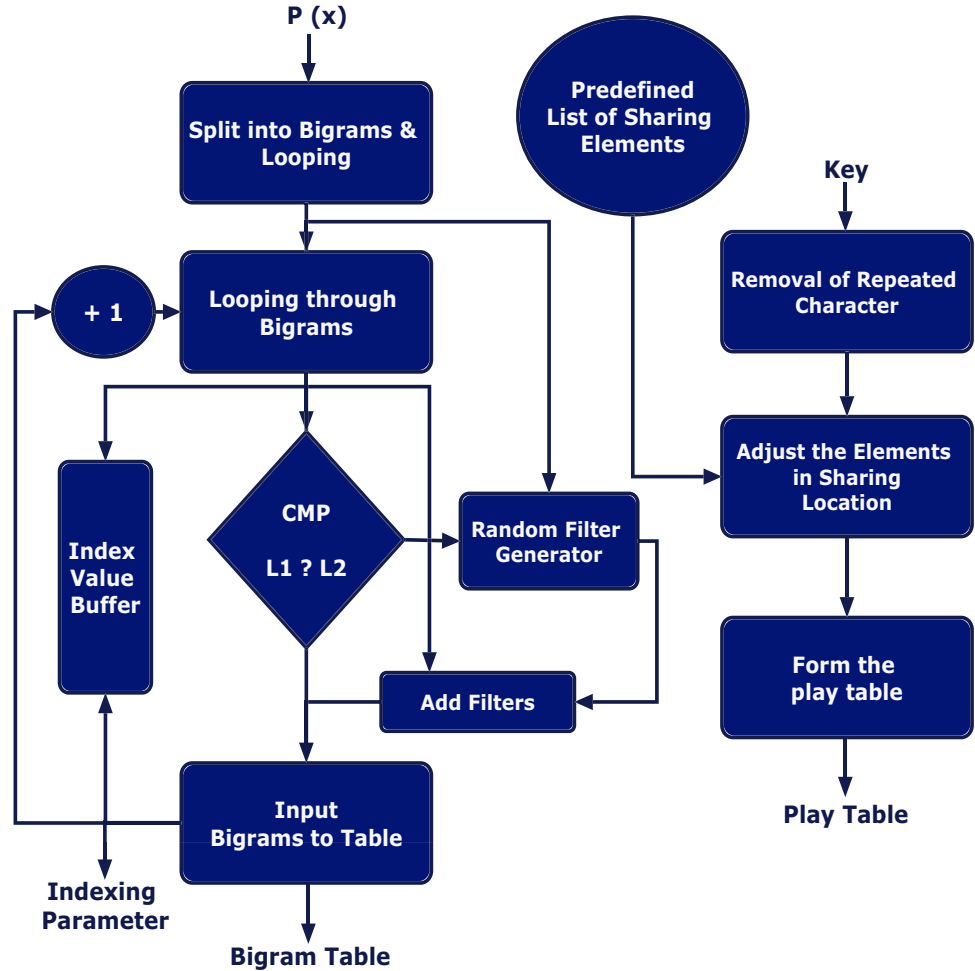 P (x)
Split into Bigrams &
Looping
Predefined
List of Sharing
Elements
Key
Removal of Repeated
Character
+ 1
Looping through
Bigrams
Adjust the Elements
in Sharing
Location
CMP
L1 ? L2
Random Filter
Generator
Index
Value
Buffer
Form the
play table
Add Filters
Input
Bigrams to Table
Play Table
Indexing
Parameter
Bigram Table